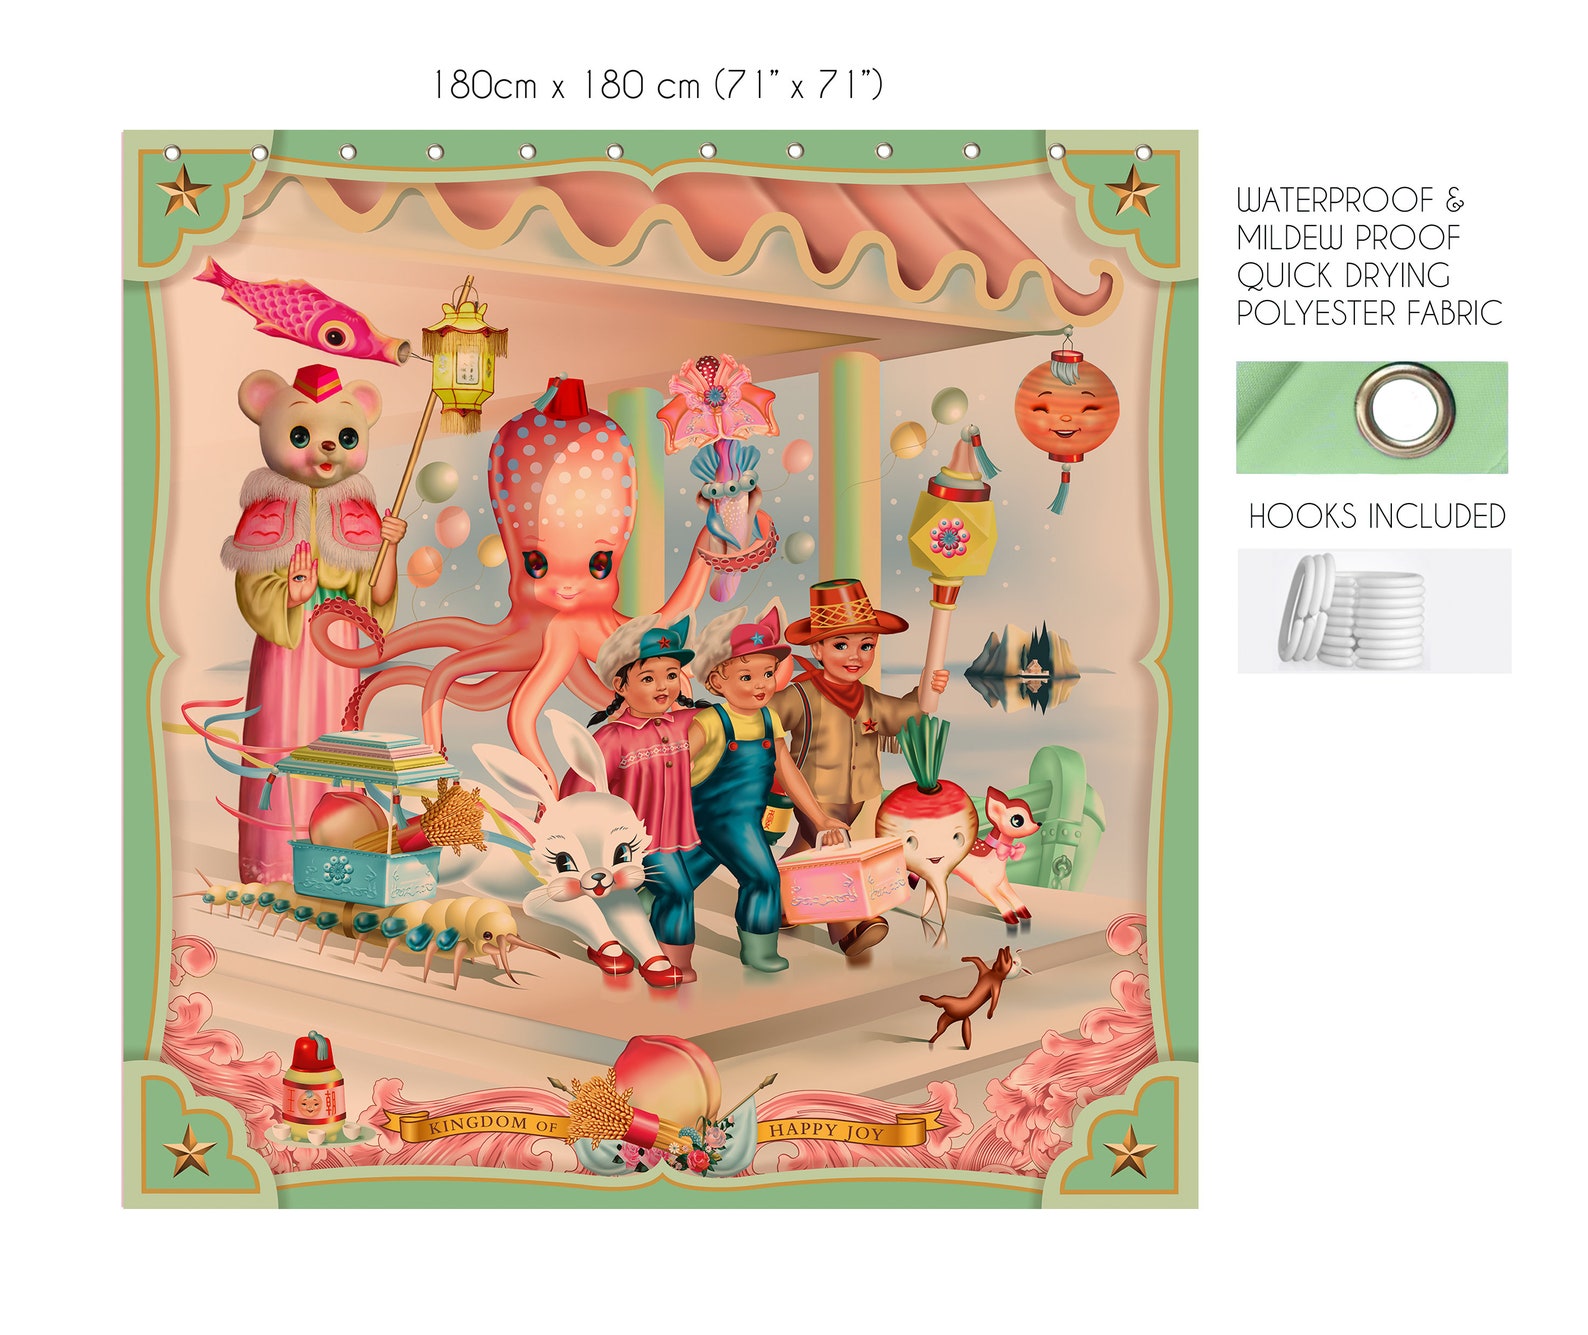 180cm x 180 cm (71” x 71”)
WATERPROOF &
MILDEW PROOF
QUICK DRYING
POLYESTER FABRIC
HOOKS INCLUDED
KINGDOM OF
HAPPY JOY